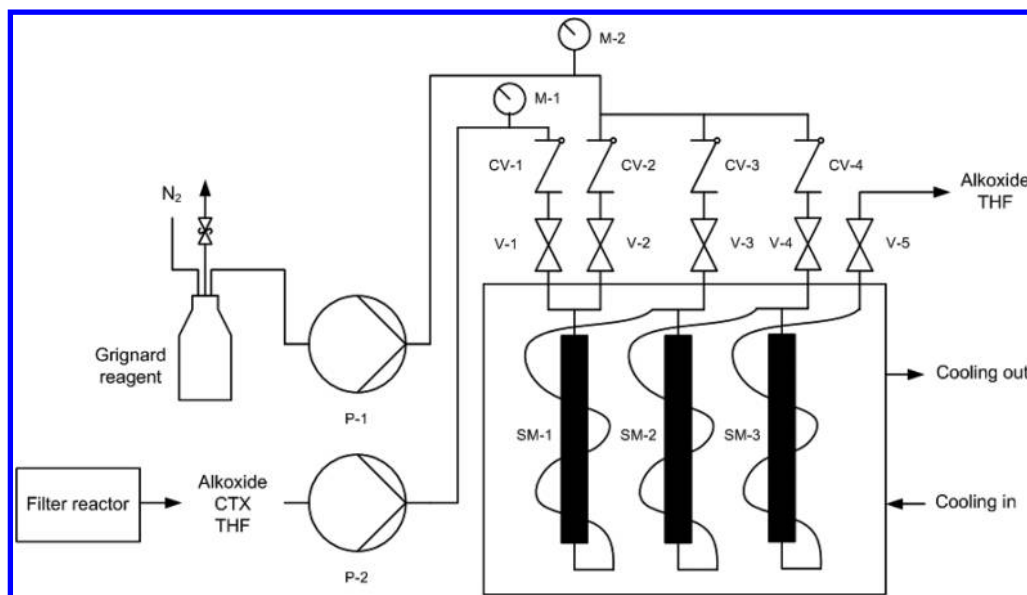 M-2
M-1
CV-1
CV-2
CV-3
CV-4
N2
Alkoxide
THF
V-1
V-2
V-3
V-4
V-5
Grignard
reagent
P-1
Cooling out
SM-1
SM-2
SM-3
Filter reactor
Alkoxide
CTX
THF
Cooling in
P-2